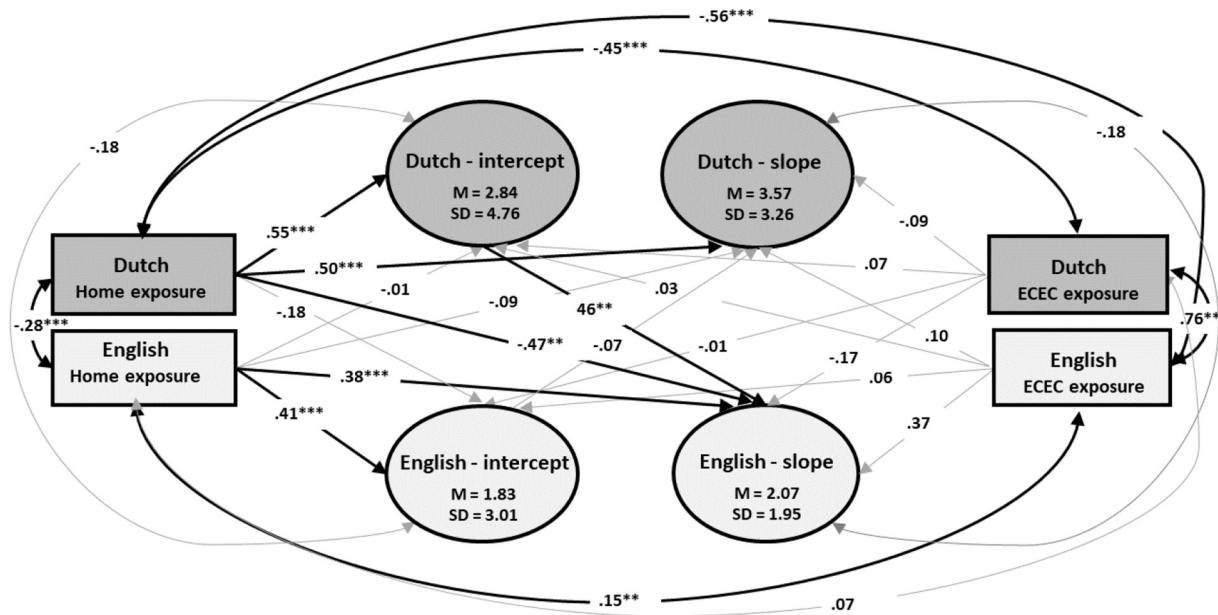 -.56***
-.45***
-.18
-.18
Dutch - intercept
M = 2.84
SD = 4.76
Dutch - slope
M = 3.57
SD = 3.26
.55***
-.09
Dutch
Home exposure
.50***
.07
Dutch
ECEC exposure
-.01
-.09
.03
-.18
46**
-.28***
.76**
-.47**
-.07
-.01
-.17
.10
English
Home exposure
English
ECEC exposure
.38***
.06
.41***
.37
English - intercept
M = 1.83
SD = 3.01
English - slope
M = 2.07
SD = 1.95
.15**
.07